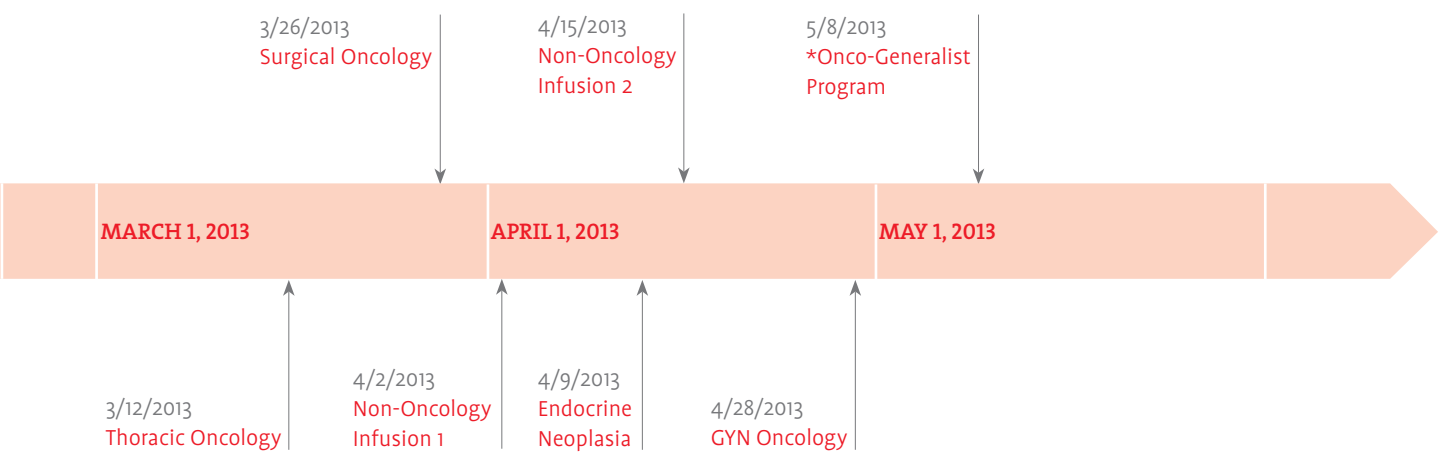 3/26/2013
Surgical Oncology
4/15/2013
Non-Oncology
Infusion 2
5/8/2013
*Onco-Generalist
Program
MARCH 1, 2013
APRIL 1, 2013
MAY 1, 2013
3/12/2013
Thoracic Oncology
4/2/2013
Non-Oncology
Infusion 1
4/9/2013
Endocrine
Neoplasia
4/28/2013
GYN Oncology